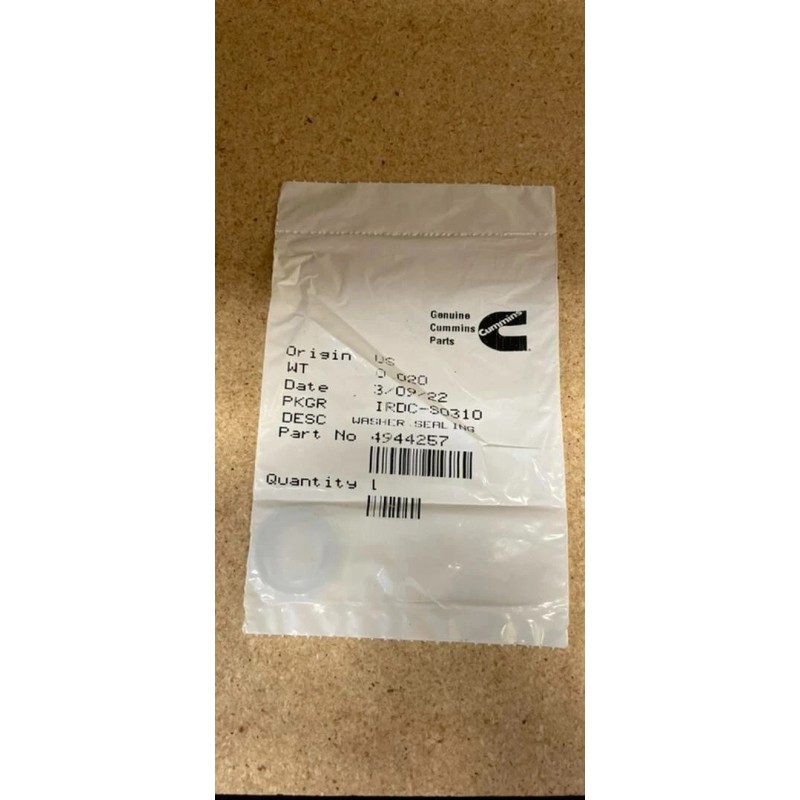 Genuine
Cummins
Parts
Cummins
Origin US
WT 0.020
Date 3/09/22
PKGR IRDC-S0310
DESC WASHER,SEALING
Part No 4944257
Quantity 1